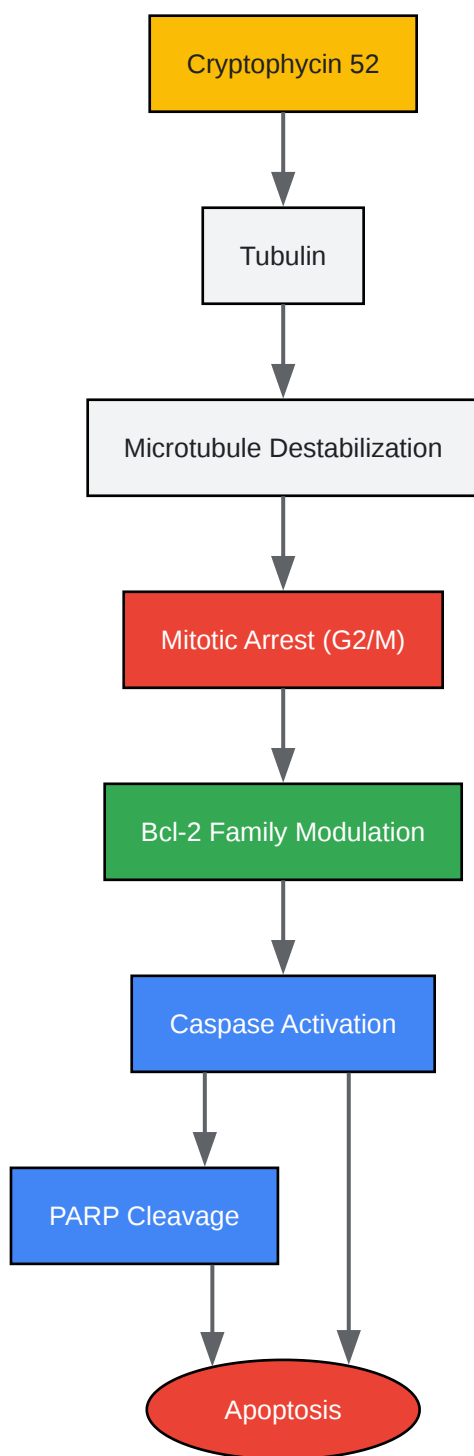 Cryptophycin 52
Tubulin
Microtubule Destabilization
Mitotic Arrest (G2/M)
Bcl-2 Family Modulation
Caspase Activation
PARP Cleavage
Apoptosis